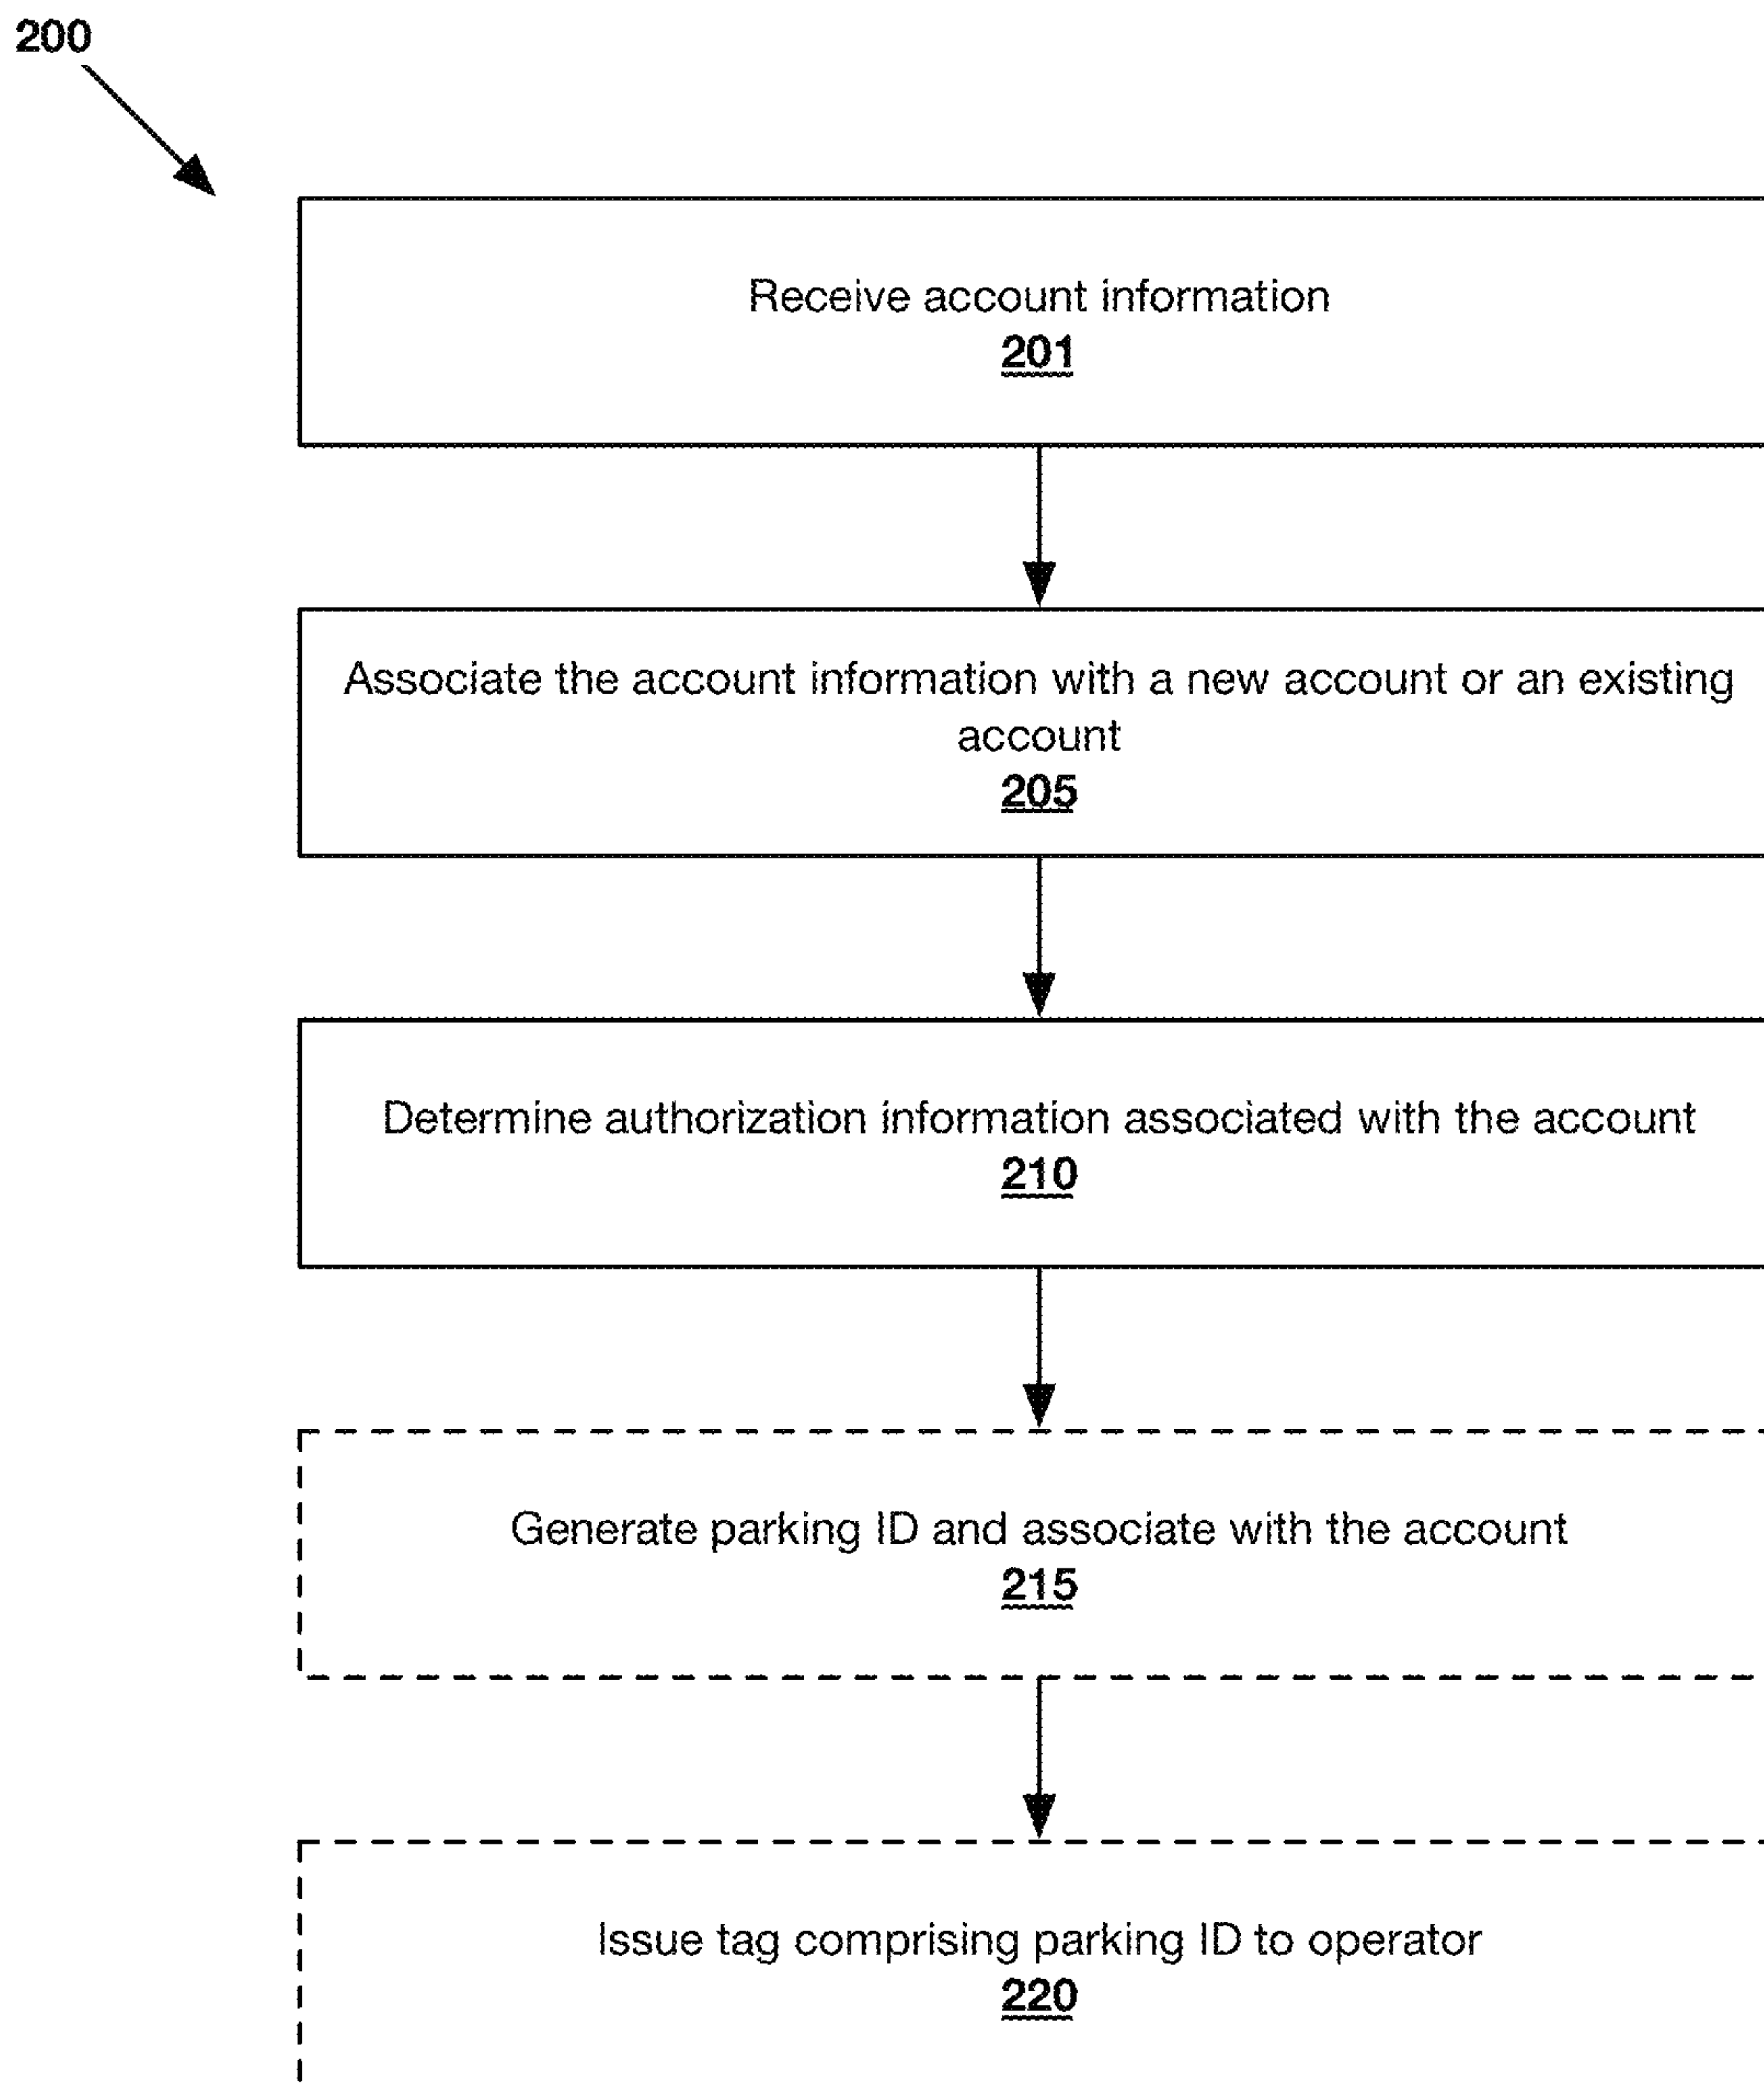 200
Receive account information
201
Associate the account information with a new account or an existing
account
205
Determine authorization information associated with the account
210
Generate parking ID and associate with the account
215
Issue tag comprising parking ID to operator
220